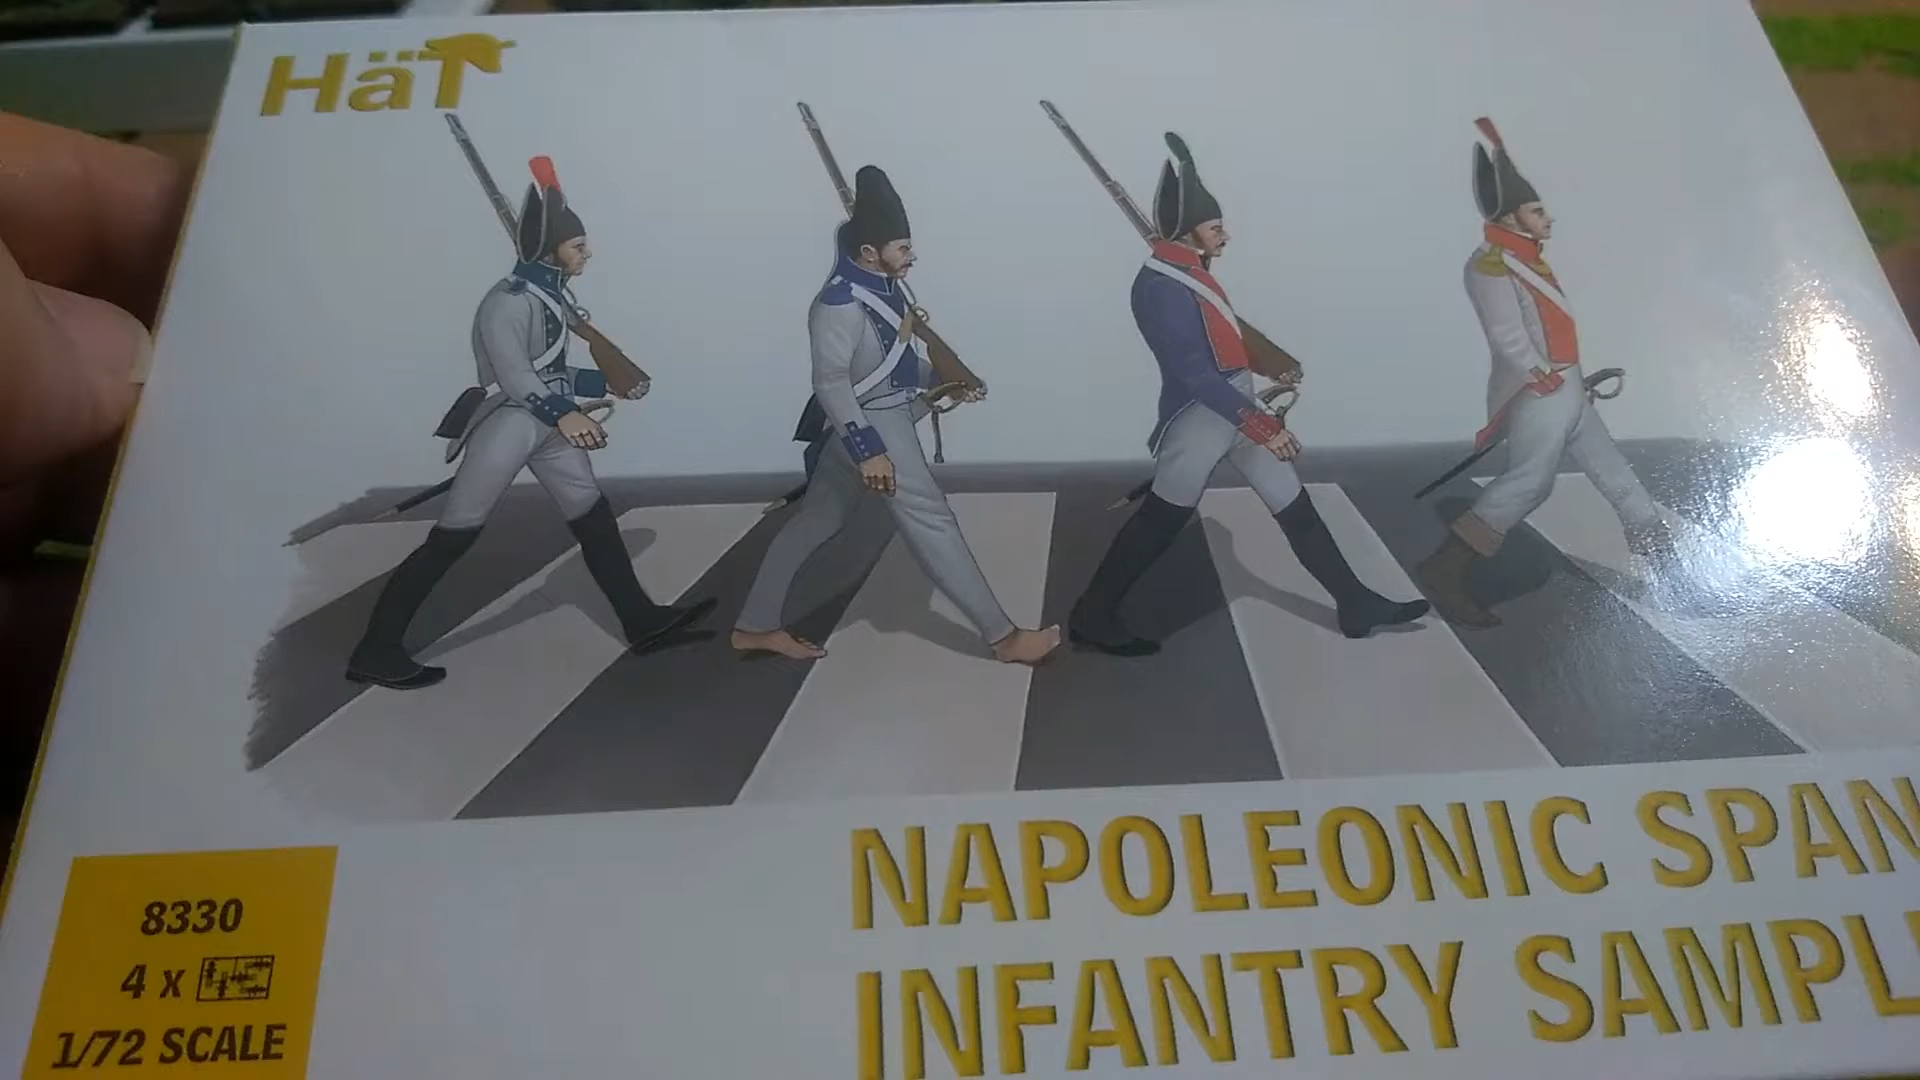 HäT
NAPOLEONIC SPAN
INFANTRY SAMPL
8330
4 x
1/72 SCALE